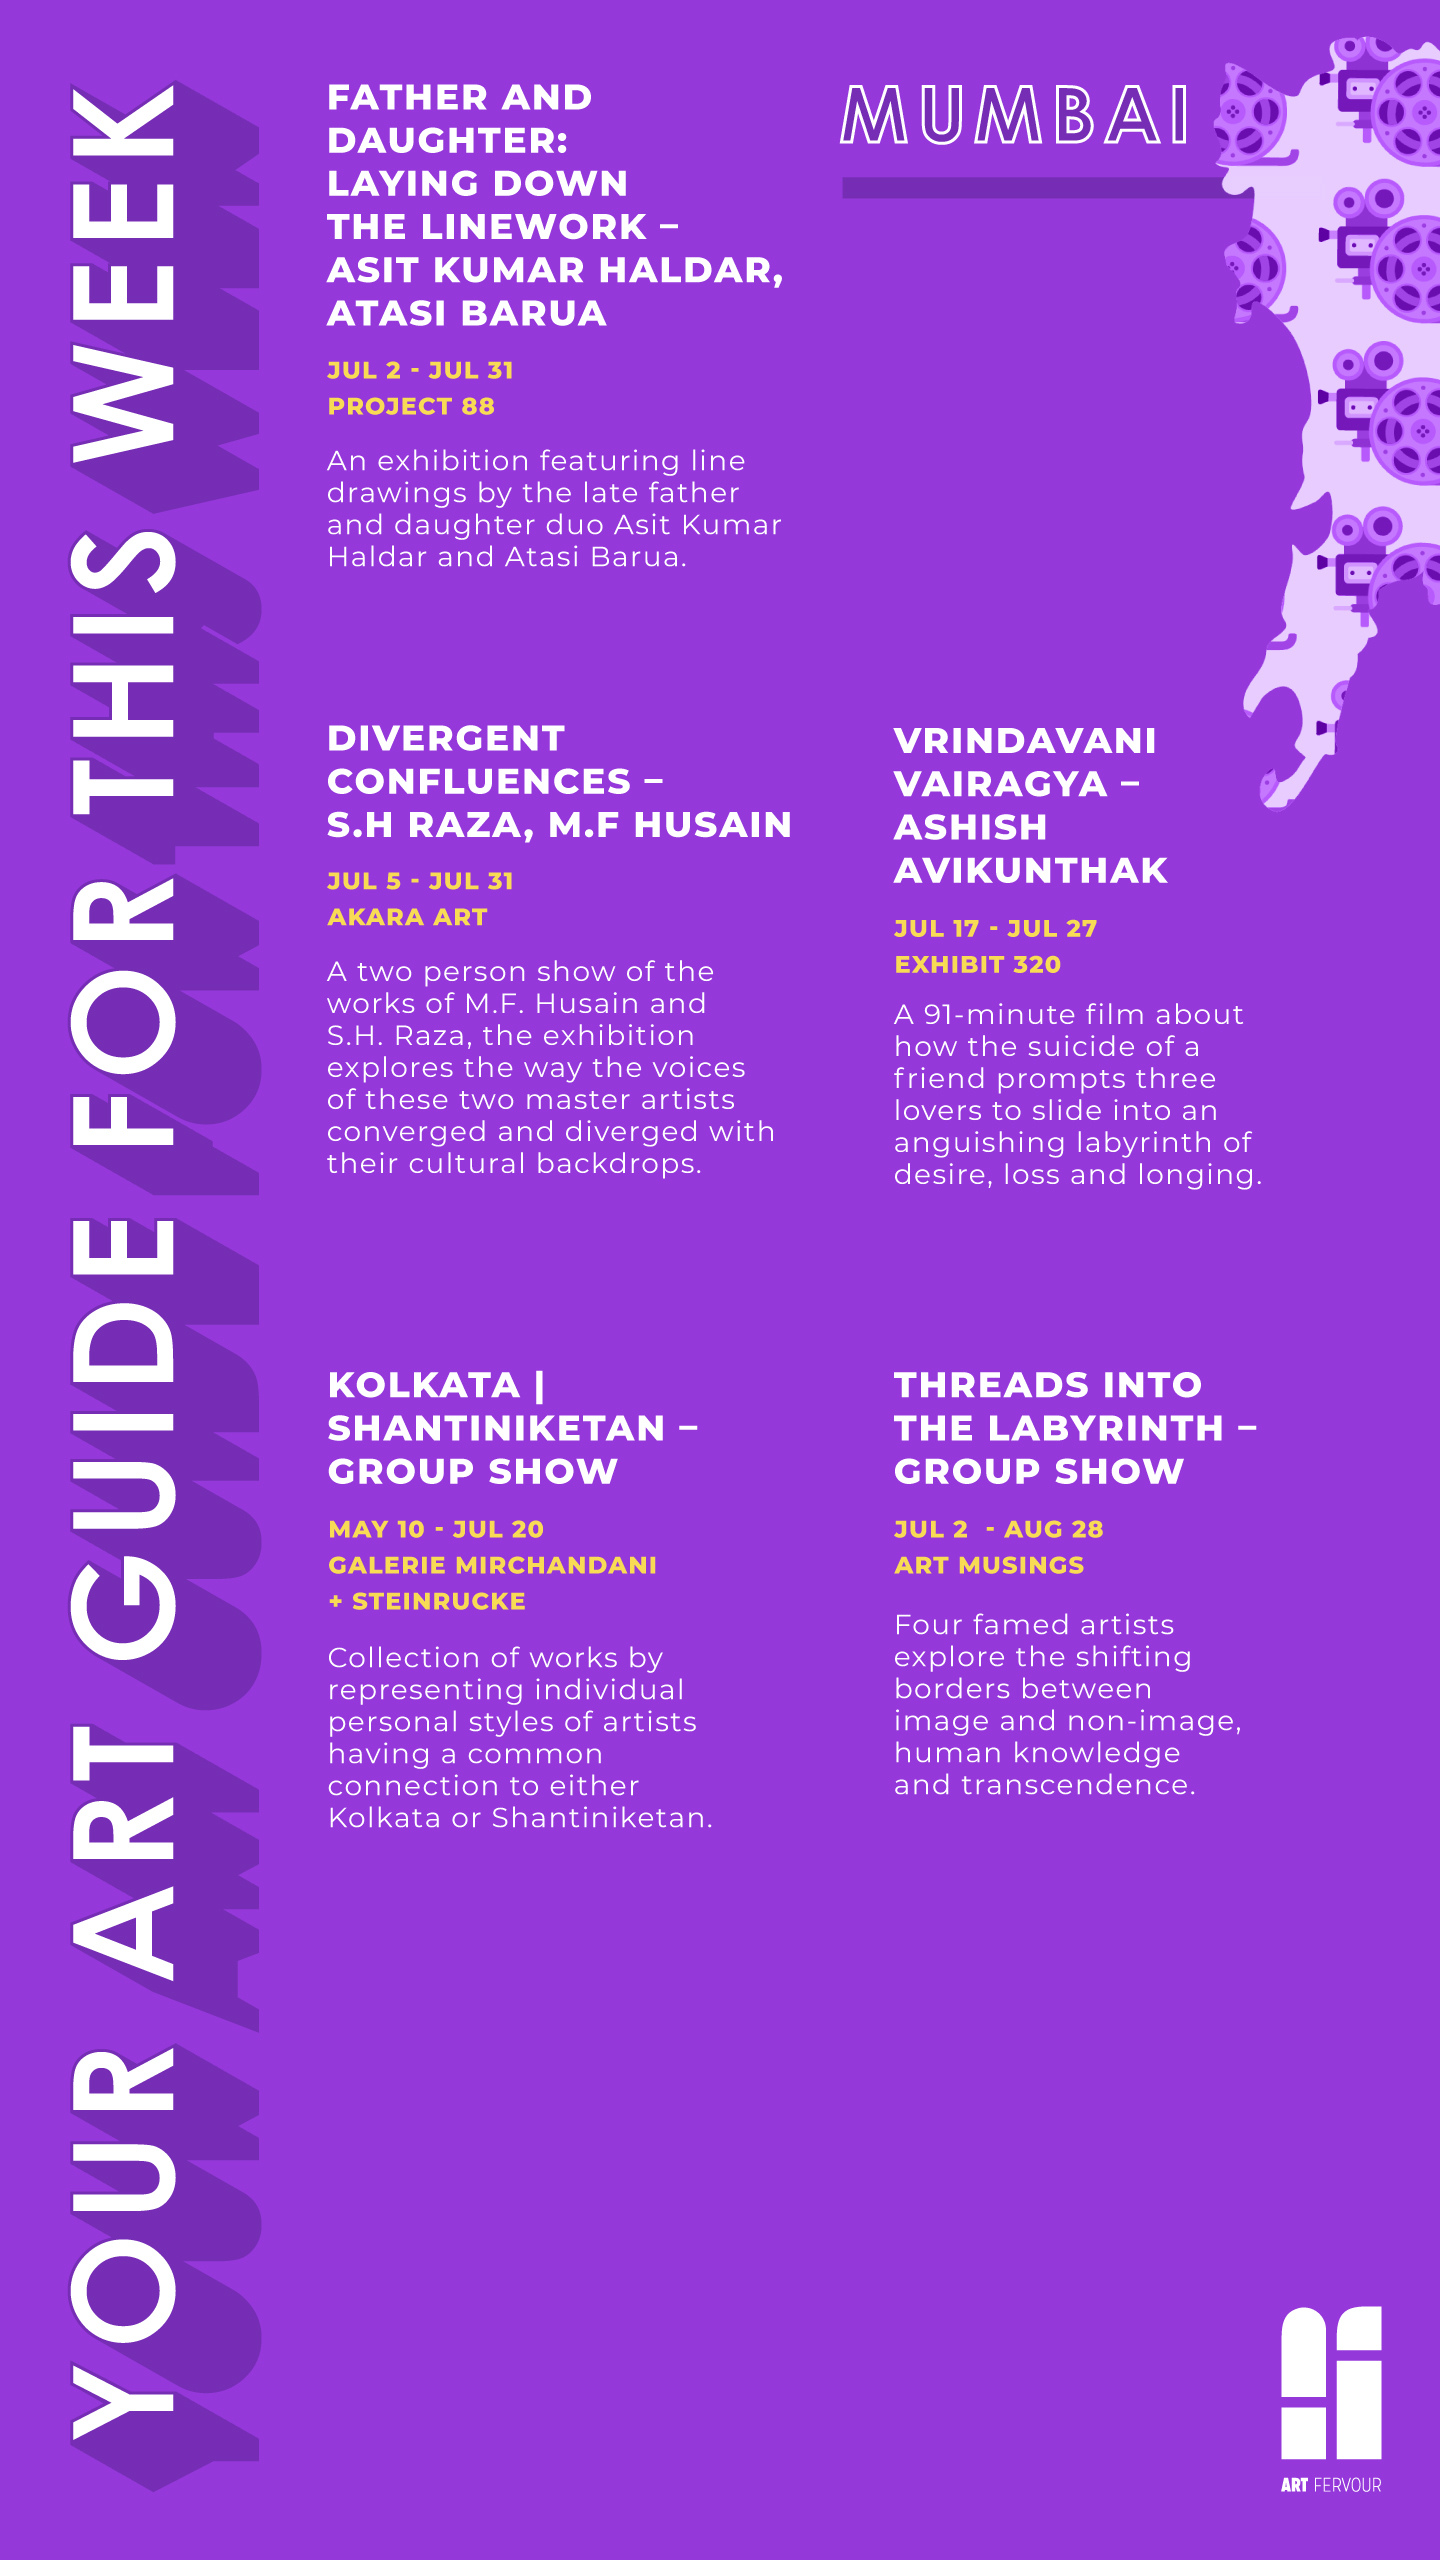 YOUR ART GUIDE FOR THIS WEEK
MUMBAI
FATHER AND
DAUGHTER:
LAYING DOWN
THE LINEWORK –
ASIT KUMAR HALDAR,
ATASI BARUA
JUL 2 - JUL 31
PROJECT 88
An exhibition featuring line
drawings by the late father
and daughter duo Asit Kumar
Haldar and Atasi Barua.
DIVERGENT
CONFLUENCES –
S.H RAZA, M.F HUSAIN
JUL 5 - JUL 31
AKARA ART
A two person show of the
works of M.F. Husain and
S.H. Raza, the exhibition
explores the way the voices
of these two master artists
converged and diverged with
their cultural backdrops.
VRINDAVANI
VAIRAGYA –
ASHISH
AVIKUNTHAK
JUL 17 - JUL 27
EXHIBIT 320
A 91-minute film about
how the suicide of a
friend prompts three
lovers to slide into an
anguishing labyrinth of
desire, loss and longing.
KOLKATA |
SHANTINIKETAN –
GROUP SHOW
MAY 10 - JUL 20
GALERIE MIRCHANDANI
+ STEINRUCKE
Collection of works by
representing individual
personal styles of artists
having a common
connection to either
Kolkata or Shantiniketan.
THREADS INTO
THE LABYRINTH –
GROUP SHOW
JUL 2 - AUG 28
ART MUSINGS
Four famed artists
explore the shifting
borders between
image and non-image,
human knowledge
and transcendence.
ART FERVOUR